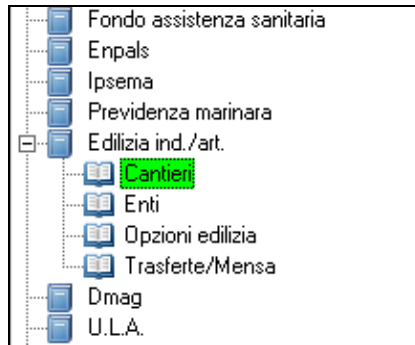 Fondo assistenza sanitaria
Enpals
Ipsema
Previdenza marinara
Edilizia ind./art.
Cantieri
Enti
Opzioni edilizia
Trasferte/Mensa
Dmag
U.L.A.